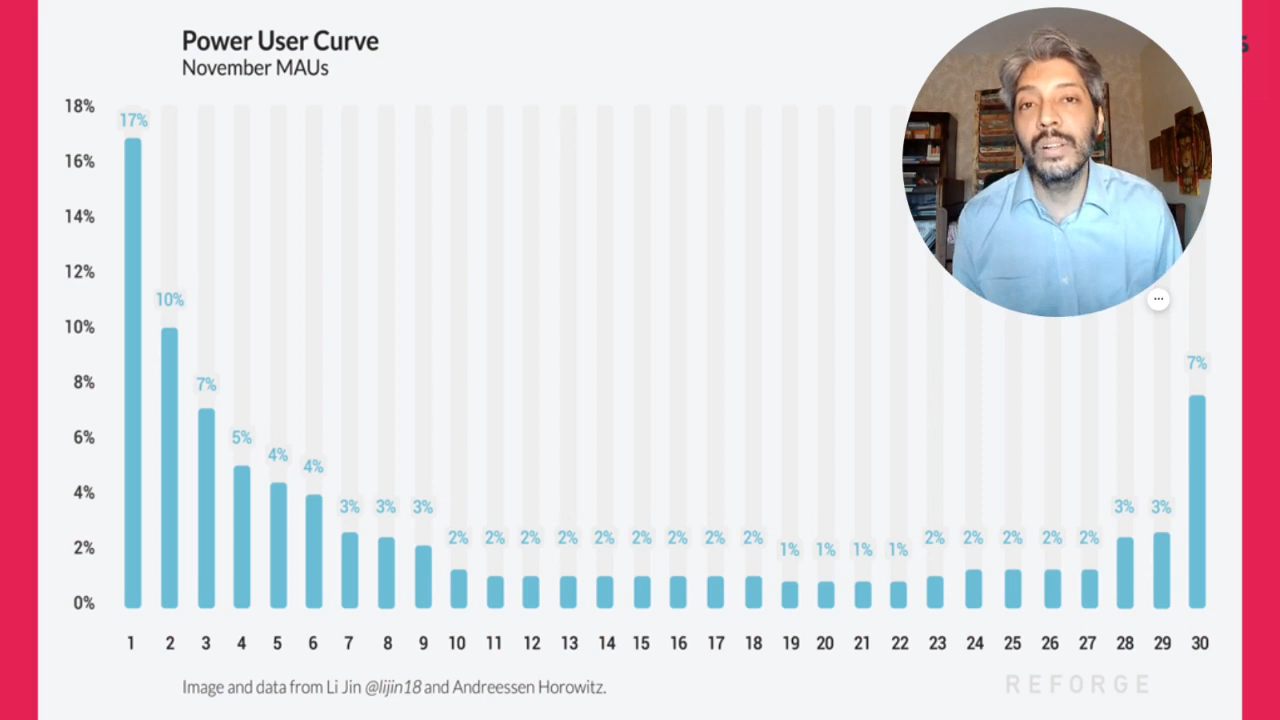 Power User Curve
November MAUs
18%
16%
14%
12%
10%
8%
6%
4%
2%
0%
17% 10% 7% 5% 4% 4% 3% 3% 3% 2% 2% 2% 2% 2% 2% 2% 2% 2% 1% 1% 1% 1% 2% 2% 2% 2% 2% 3% 3% 7%
1 2 3 4 5 6 7 8 9 10 11 12 13 14 15 16 17 18 19 20 21 22 23 24 25 26 27 28 29 30
Image and data from Li Jin @lijin18 and Andreessen Horowitz.
REFORGE